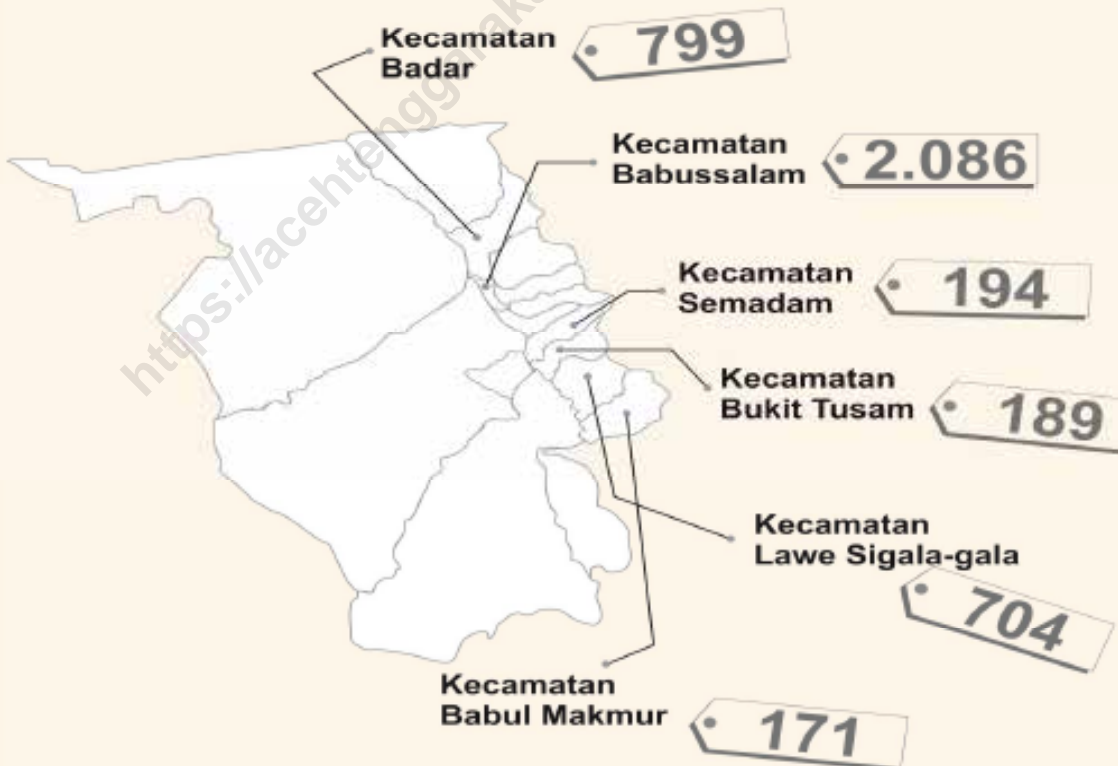 Kecamatan
Badar
799
Kecamatan
Babussalam
2.086
Kecamatan
Semadam
194
Kecamatan
Bukit Tusam
189
Kecamatan
Lawe Sigala-gala
704
Kecamatan
Babul Makmur
171